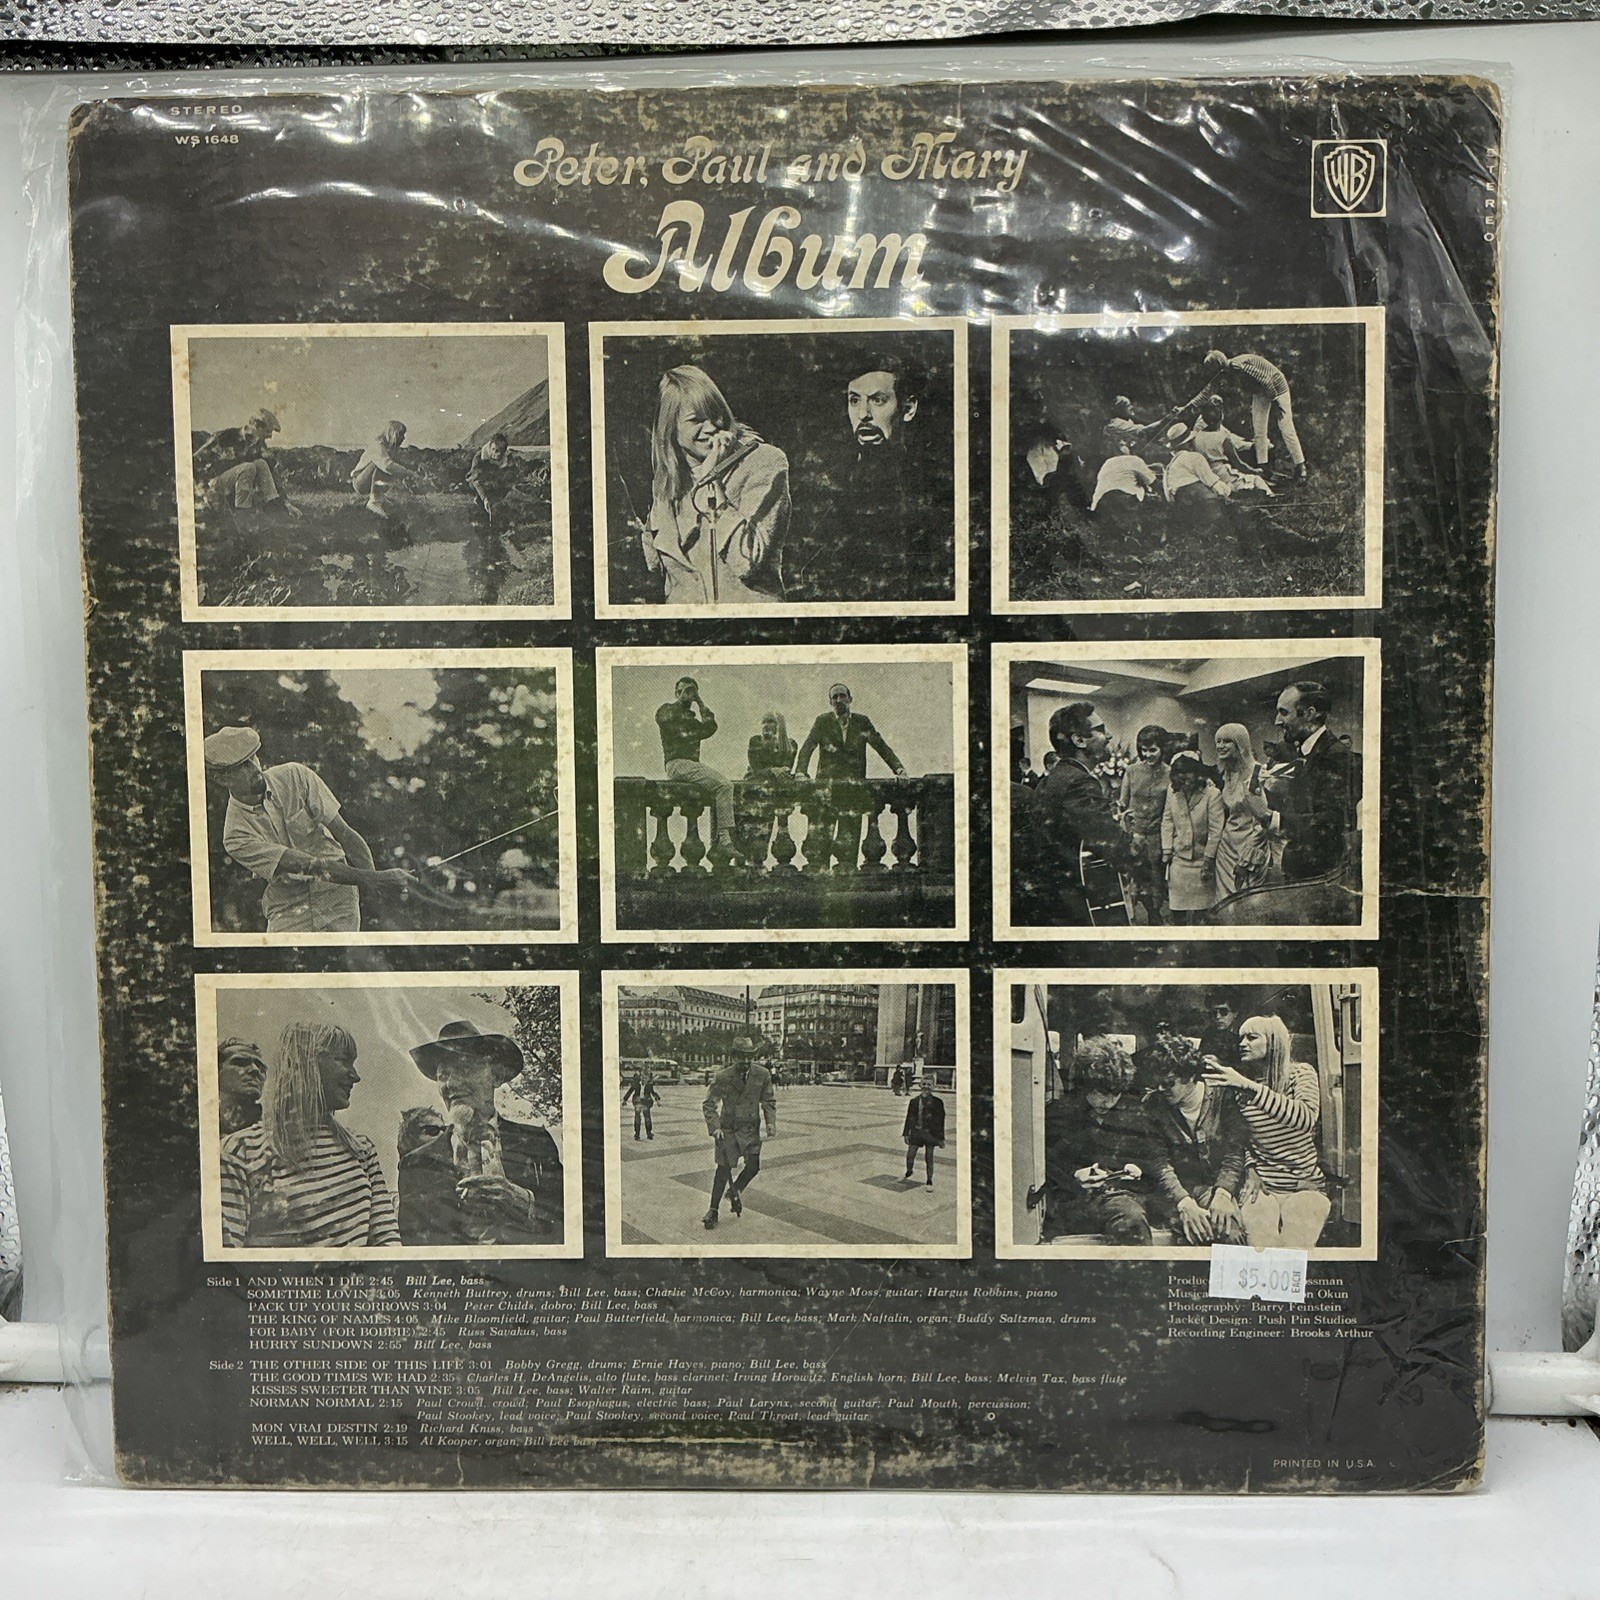 STEREO
WS 1648
Peter, Paul and Mary
Album
WB
STEREO
Side 1 AND WHEN I DIE 2:45 Bill Lee, bass
SOMETIME LOVIN' 3:05 Kenneth Buttrey, drums; Bill Lee, bass; Charlie McCoy, harmonica; Wayne Moss, guitar; Hargus Robbins, piano
PACK UP YOUR SORROWS 3:04 Peter Childs, dobro; Bill Lee, bass
THE KING OF NAMES 4:05 Mike Bloomfield, guitar; Paul Butterfield, harmonica; Bill Lee, bass; Mark Naftalin, organ; Buddy Saltzman, drums
FOR BABY (FOR BOBBIE) 2:45 Russ Savakus, bass
HURRY SUNDOWN 2:55 Bill Lee, bass
Side 2 THE OTHER SIDE OF THIS LIFE 3:01 Bobby Gregg, drums; Ernie Hayes, piano; Bill Lee, bass
THE GOOD TIMES WE HAD 2:35 Charles H. DeAngelis, alto flute, bass clarinet; Irving Horowitz, English horn; Bill Lee, bass; Melvin Tax, bass flute
KISSES SWEETER THAN WINE 3:05 Bill Lee, bass; Walter Raim, guitar
NORMAN NORMAL 2:15 Paul Crowd, crowd; Paul Esophagus, electric bass; Paul Larynx, second guitar; Paul Mouth, percussion;
Paul Stookey, lead voice; Paul Stookey, second voice; Paul Throat, lead guitar
MON VRAI DESTIN 2:19 Richard Kniss, bass
WELL, WELL, WELL 3:15 Al Kooper, organ; Bill Lee bass
Produc ossman
Musica n Okun
Photography: Barry Feinstein
Jacket Design: Push Pin Studios
Recording Engineer: Brooks Arthur
$5.00 EACH
PRINTED IN U.S.A.